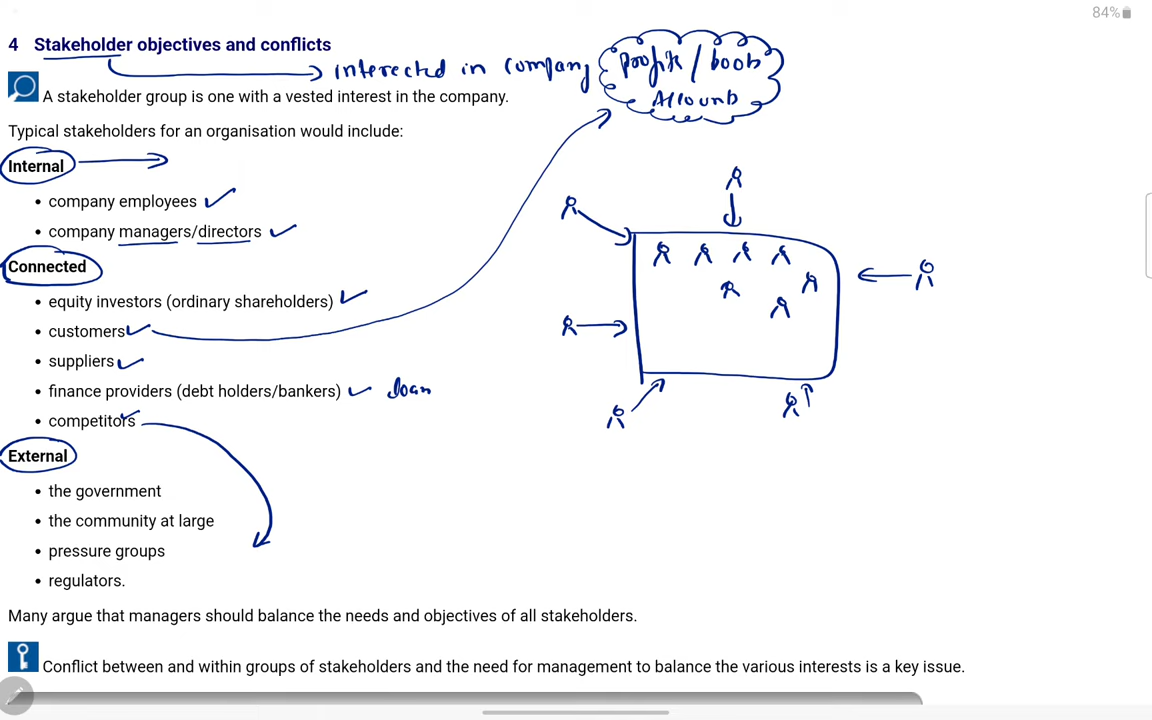 84%
4 Stakeholder objectives and conflicts
interected in company
profit / boob
Allounb
A stakeholder group is one with a vested interest in the company.
Typical stakeholders for an organisation would include:
Internal
• company employees
• company managers/directors
Connected
• equity investors (ordinary shareholders)
• customers
• suppliers
• finance providers (debt holders/bankers) loan
• competitors
External
• the government
• the community at large
• pressure groups
• regulators.
Many argue that managers should balance the needs and objectives of all stakeholders.
Conflict between and within groups of stakeholders and the need for management to balance the various interests is a key issue.